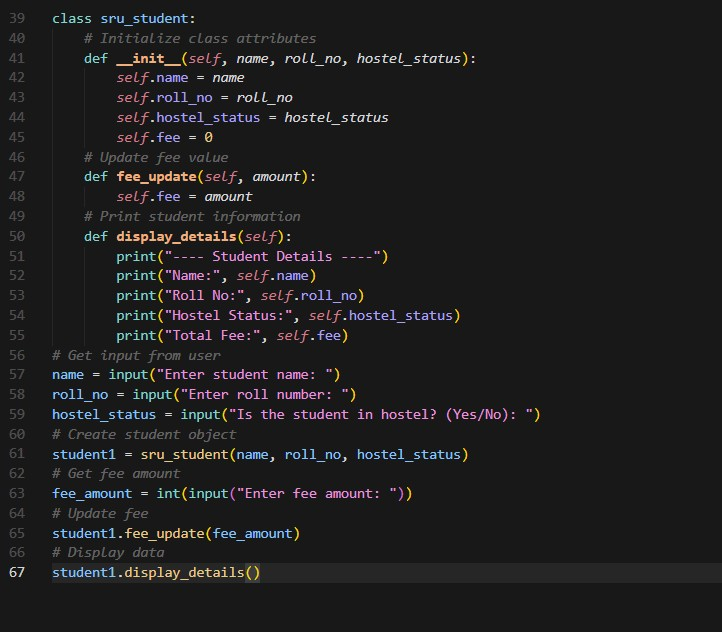 39 class sru_student:
40     # Initialize class attributes
41     def __init__(self, name, roll_no, hostel_status):
42         self.name = name
43         self.roll_no = roll_no
44         self.hostel_status = hostel_status
45         self.fee = 0
46     # Update fee value
47     def fee_update(self, amount):
48         self.fee = amount
49     # Print student information
50     def display_details(self):
51         print("---- Student Details ----")
52         print("Name:", self.name)
53         print("Roll No:", self.roll_no)
54         print("Hostel Status:", self.hostel_status)
55         print("Total Fee:", self.fee)
56 # Get input from user
57 name = input("Enter student name: ")
58 roll_no = input("Enter roll number: ")
59 hostel_status = input("Is the student in hostel? (Yes/No): ")
60 # Create student object
61 student1 = sru_student(name, roll_no, hostel_status)
62 # Get fee amount
63 fee_amount = int(input("Enter fee amount: "))
64 # Update fee
65 student1.fee_update(fee_amount)
66 # Display data
67 student1.display_details()